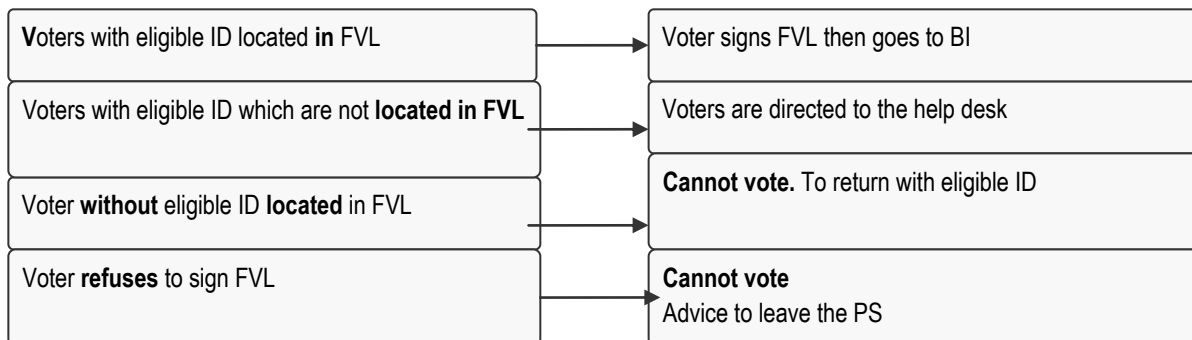 Voters with eligible ID located in FVL
Voter signs FVL then goes to BI
Voters with eligible ID which are not located in FVL
Voters are directed to the help desk
Voter without eligible ID located in FVL
Cannot vote. To return with eligible ID
Voter refuses to sign FVL
Cannot vote
Advice to leave the PS